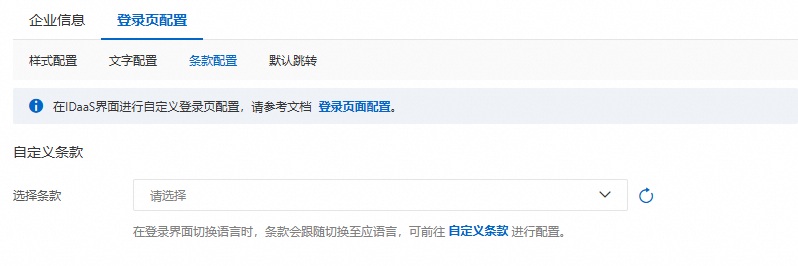 企业信息 登录页配置
样式配置 文字配置 条款配置 默认跳转
在IDaaS界面进行自定义登录页配置，请参考文档 登录页面配置。
自定义条款
选择条款 请选择
在登录界面切换语言时，条款会跟随切换至应语言，可前往 自定义条款 进行配置。